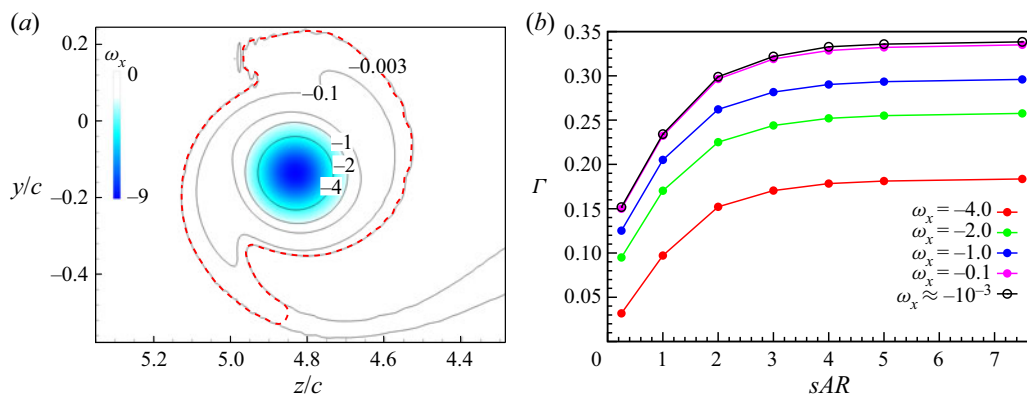 (a)
0.2
ω_x
0
–9
0
–0.2
–0.4
y/c
–0.003
–0.1
–1
–2
–4
5.2
5.0
4.8
4.6
4.4
z/c
(b)
0.35
0.30
0.25
0.20
0.15
0.10
0.05
0
Γ
ω_x = –4.0
ω_x = –2.0
ω_x = –1.0
ω_x = –0.1
ω_x ≈ –10⁻³
1
2
3
4
5
6
7
sAR